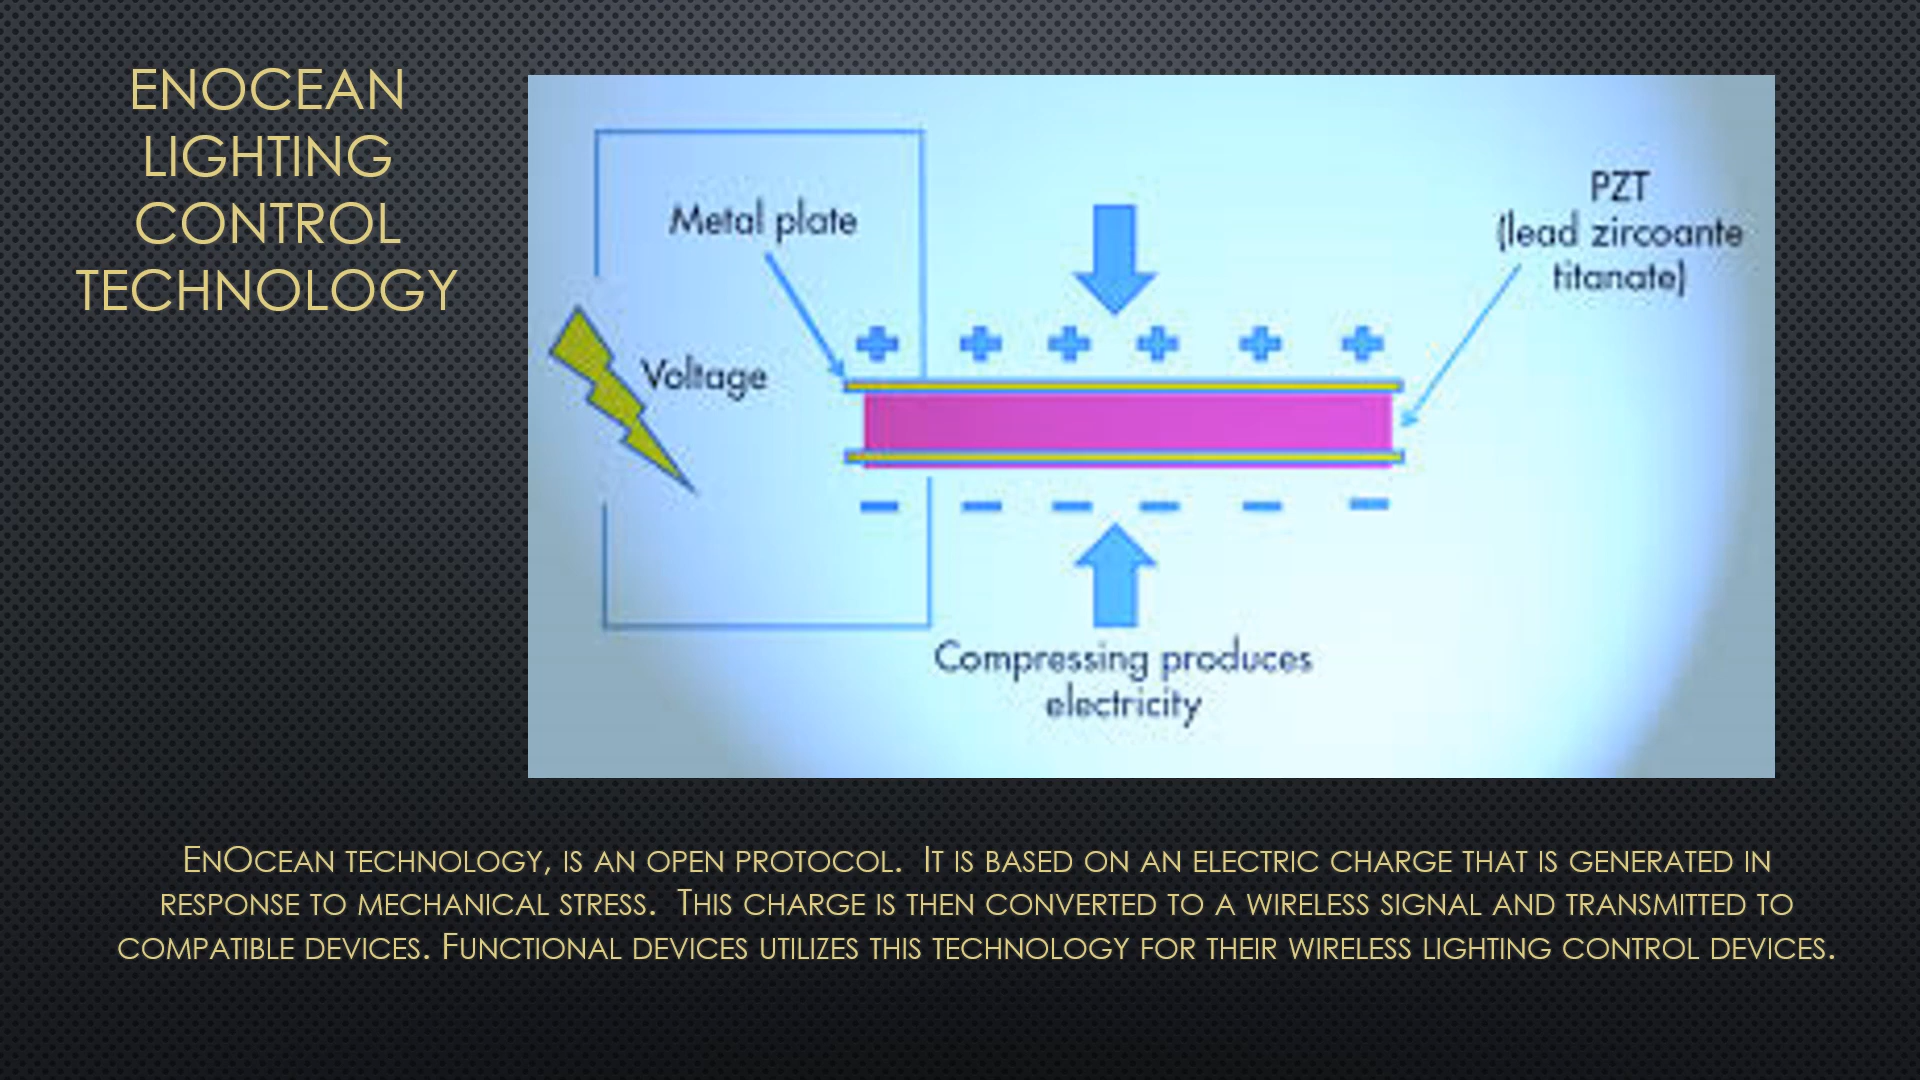 ENOCEAN
LIGHTING
CONTROL
TECHNOLOGY
Metal plate
PZT
(lead zircoante
titanate)
Voltage
Compressing produces
electricity
ENOCEAN TECHNOLOGY, IS AN OPEN PROTOCOL. IT IS BASED ON AN ELECTRIC CHARGE THAT IS GENERATED IN
RESPONSE TO MECHANICAL STRESS. THIS CHARGE IS THEN CONVERTED TO A WIRELESS SIGNAL AND TRANSMITTED TO
COMPATIBLE DEVICES. FUNCTIONAL DEVICES UTILIZES THIS TECHNOLOGY FOR THEIR WIRELESS LIGHTING CONTROL DEVICES.